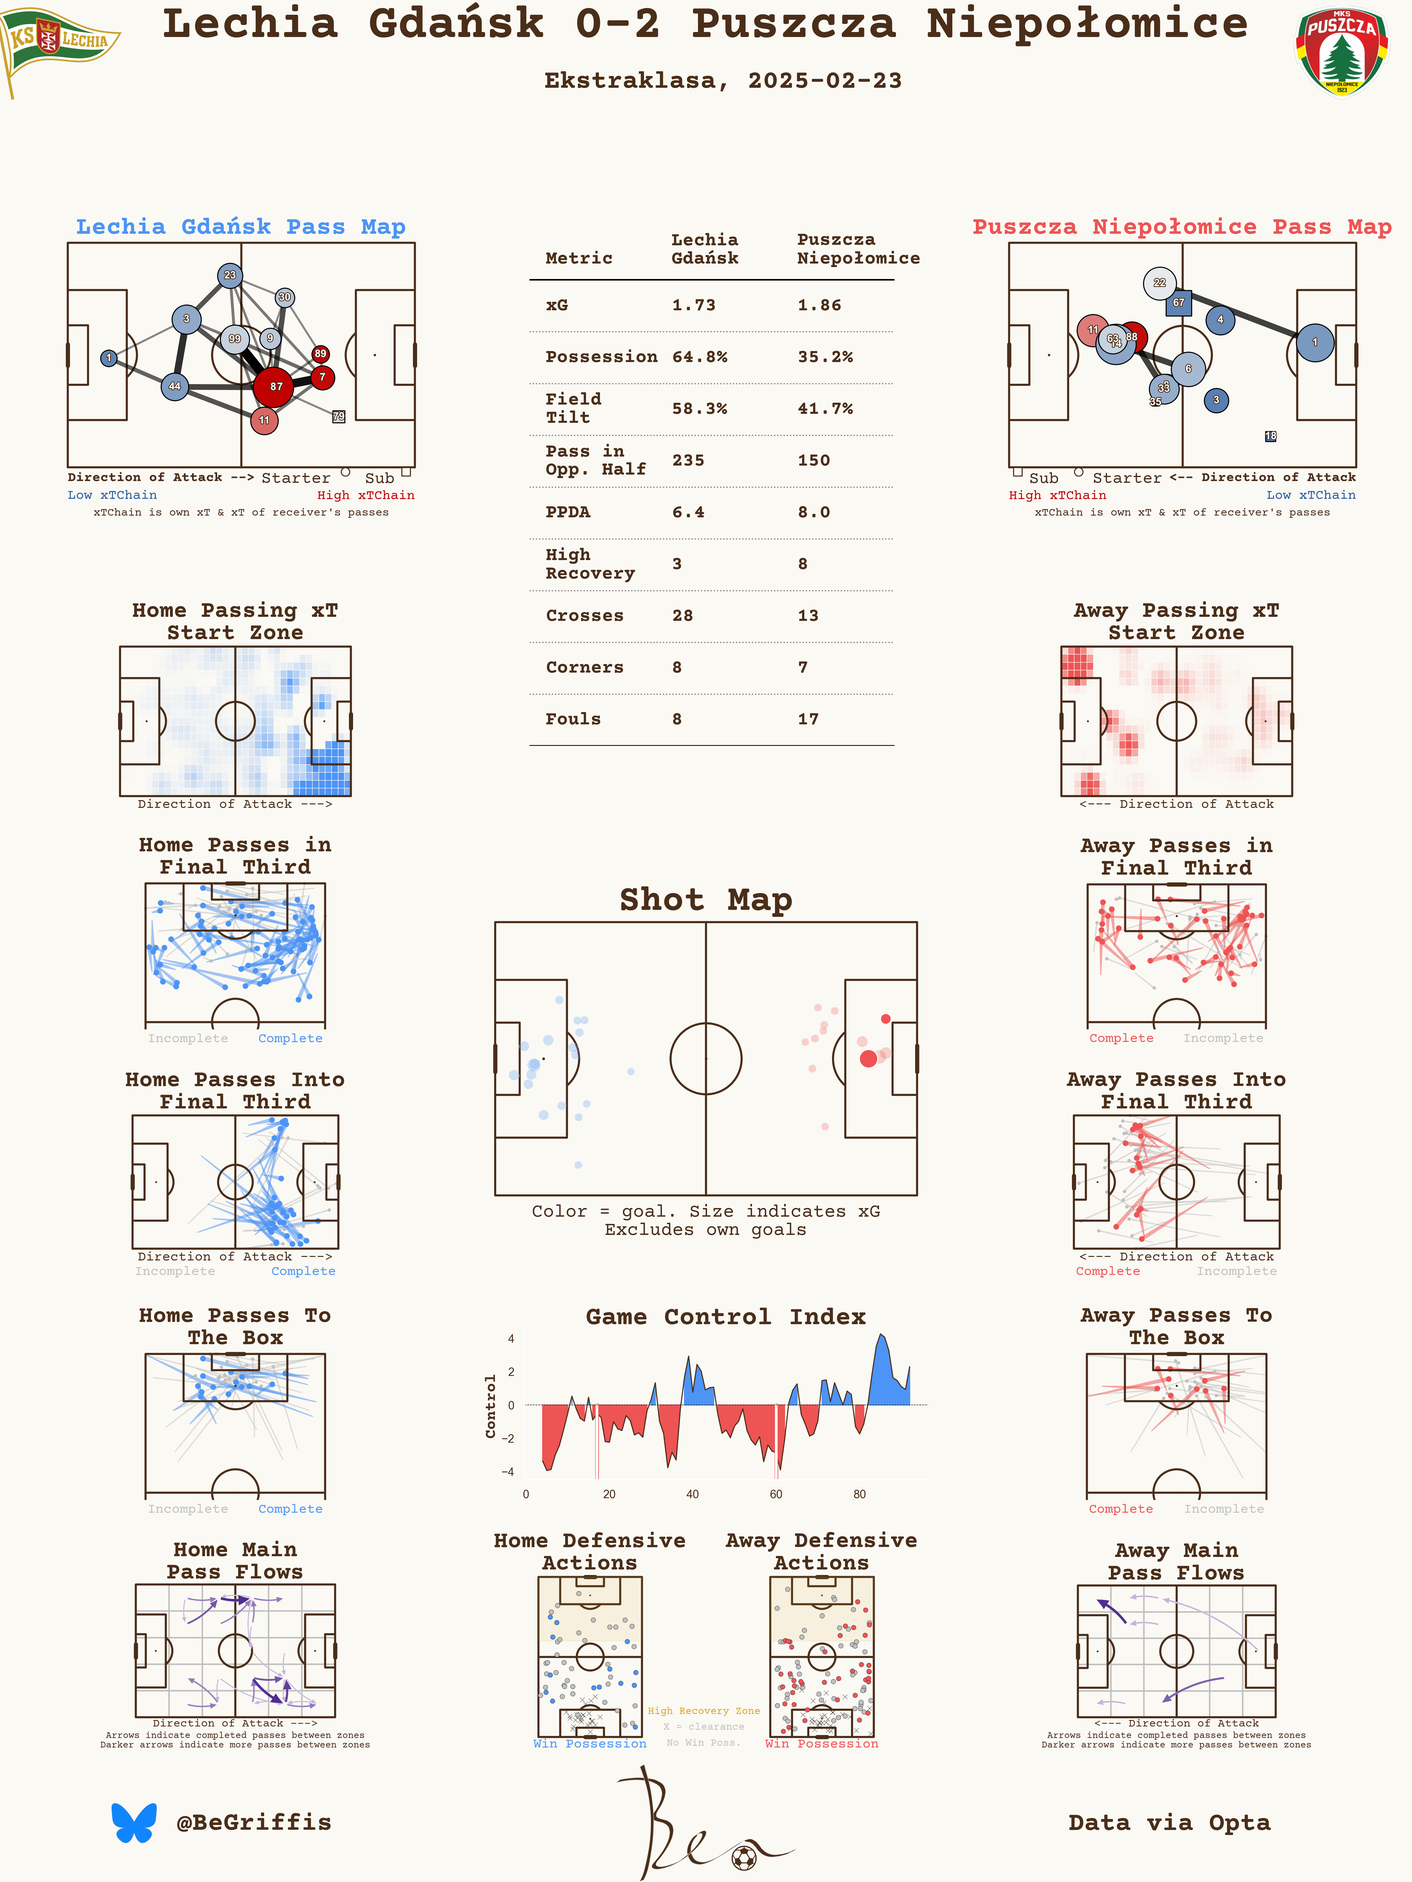 Lechia Gdańsk 0-2 Puszcza Niepołomice
Ekstraklasa, 2025-02-23
KS LECHIA
MKS
PUSZCZA
NIEPOŁOMICE
1923
Lechia Gdańsk Pass Map
23
30
3
99
9
89
1
7
44
87
11
79
Direction of Attack --> Starter Sub
Low xTChain High xTChain
xTChain is own xT & xT of receiver's passes
Metric Lechia Gdańsk Puszcza Niepołomice
xG 1.73 1.86
Possession 64.8% 35.2%
Field Tilt 58.3% 41.7%
Pass in Opp. Half 235 150
PPDA 6.4 8.0
High Recovery 3 8
Crosses 28 13
Corners 8 7
Fouls 8 17
Puszcza Niepołomice Pass Map
22
67
4
11
63
88
14
1
6
33
35
3
18
Sub Starter <-- Direction of Attack
High xTChain Low xTChain
xTChain is own xT & xT of receiver's passes
Home Passing xT
Start Zone
Direction of Attack --->
Away Passing xT
Start Zone
<--- Direction of Attack
Home Passes in
Final Third
Incomplete Complete
Away Passes in
Final Third
Complete Incomplete
Shot Map
Color = goal. Size indicates xG
Excludes own goals
Home Passes Into
Final Third
Direction of Attack --->
Incomplete Complete
Away Passes Into
Final Third
<--- Direction of Attack
Complete Incomplete
Home Passes To
The Box
Incomplete Complete
Game Control Index
Control
4
2
0
−2
−4
0 20 40 60 80
Away Passes To
The Box
Complete Incomplete
Home Main
Pass Flows
Direction of Attack --->
Arrows indicate completed passes between zones
Darker arrows indicate more passes between zones
Home Defensive
Actions
Win Possession
Away Defensive
Actions
Win Possession
High Recovery Zone
X = clearance
No Win Poss.
Away Main
Pass Flows
<--- Direction of Attack
Arrows indicate completed passes between zones
Darker arrows indicate more passes between zones
@BeGriffis
Ben
Data via Opta